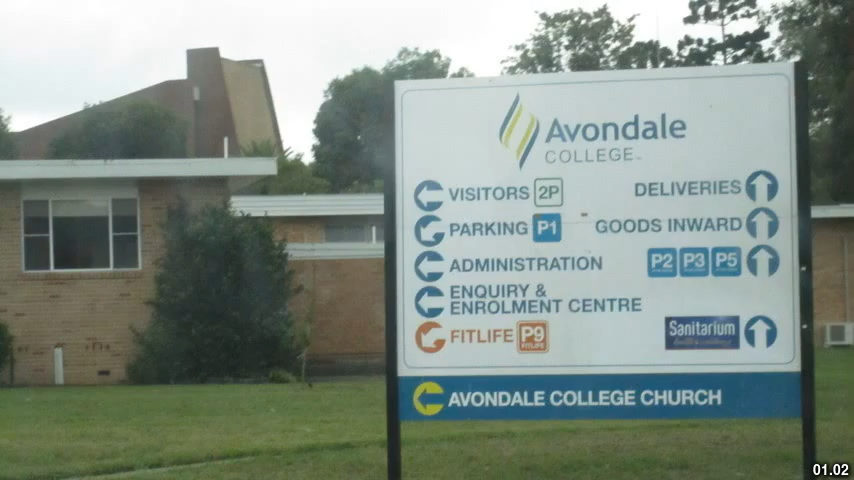 Avondale
COLLEGE
VISITORS 2P
PARKING P1
ADMINISTRATION
ENQUIRY &
ENROLMENT CENTRE
FITLIFE P9
FITLIFE
DELIVERIES
GOODS INWARD
P2 P3 P5
Sanitarium
AVONDALE COLLEGE CHURCH
01.02